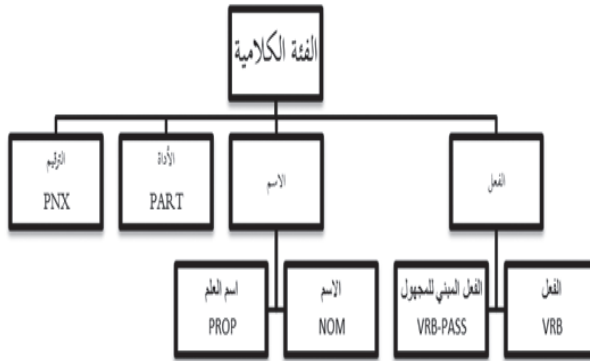 الفئة الكلامية
الفعل
الاسم
الأداة
PART
الترقيم
PNX
الفعل
VRB
الفعل المبني للمجهول
VRB-PASS
الاسم
NOM
اسم العلم
PROP